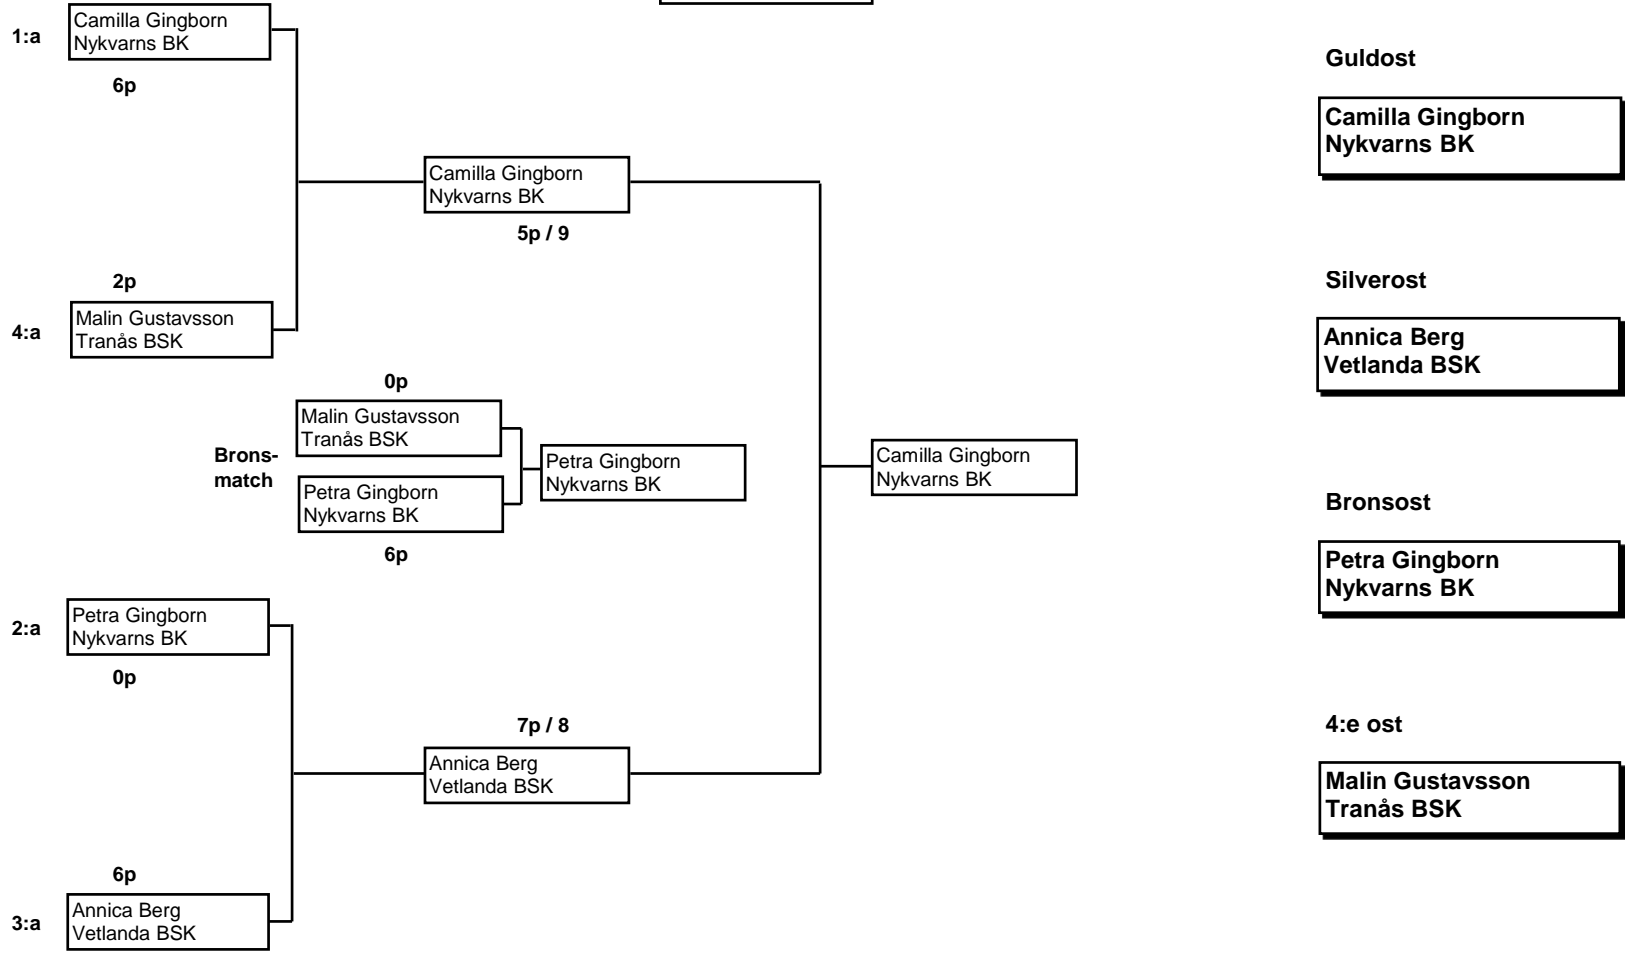 1:a
Camilla Gingborn
Nykvarns BK
6p
2p
4:a
Malin Gustavsson
Tranås BSK
Camilla Gingborn
Nykvarns BK
5p / 9
Brons-
match
0p
Malin Gustavsson
Tranås BSK
Petra Gingborn
Nykvarns BK
6p
Petra Gingborn
Nykvarns BK
Camilla Gingborn
Nykvarns BK
2:a
Petra Gingborn
Nykvarns BK
0p
7p / 8
Annica Berg
Vetlanda BSK
6p
3:a
Annica Berg
Vetlanda BSK
Guldost
Camilla Gingborn
Nykvarns BK
Silverost
Annica Berg
Vetlanda BSK
Bronsost
Petra Gingborn
Nykvarns BK
4:e ost
Malin Gustavsson
Tranås BSK